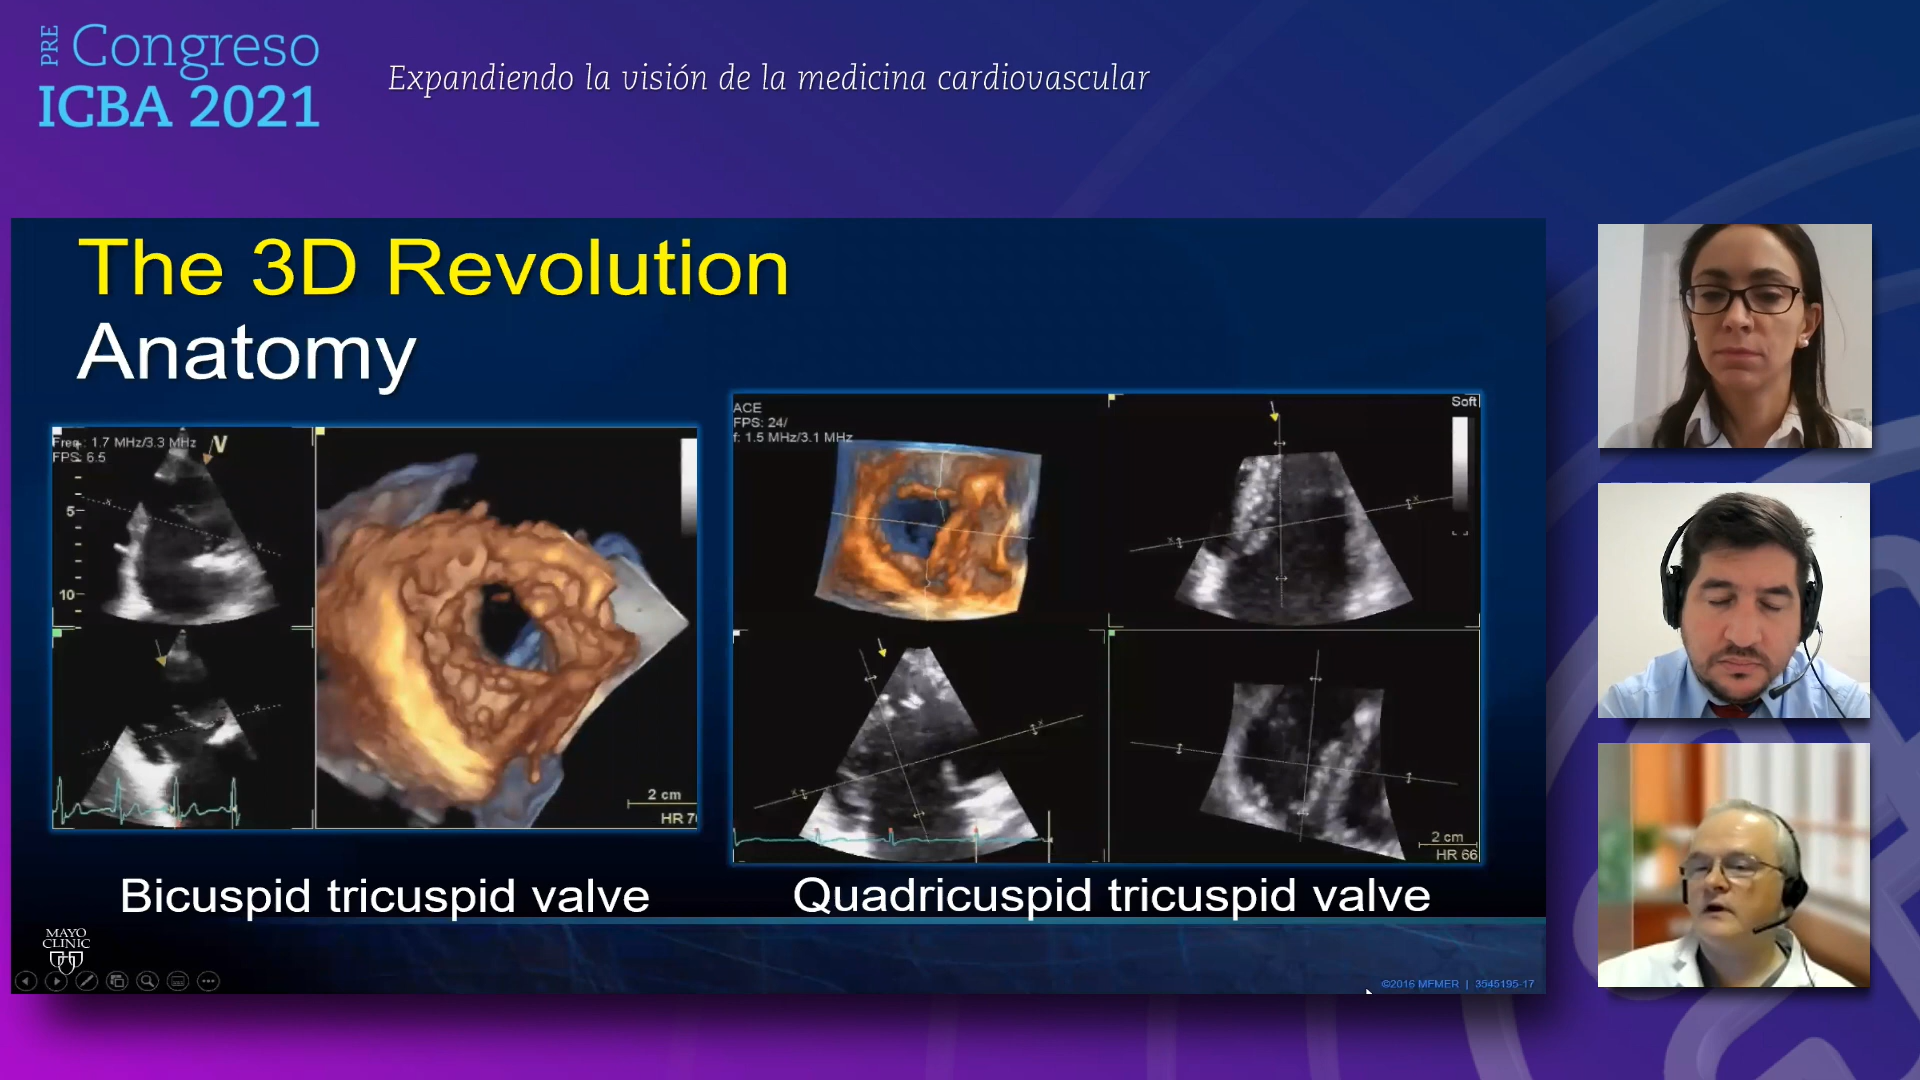 PRE
Congreso
ICBA 2021
Expandiendo la visión de la medicina cardiovascular
The 3D Revolution
Anatomy
Freq.: 1.7 MHz/3.3 MHz
FPS: 6.5
V
5
10
2 cm
HR 70
ACE
FPS: 24/
f: 1.5 MHz/3.1 MHz
Soft
2 cm
HR 66
Bicuspid tricuspid valve
Quadricuspid tricuspid valve
MAYO
CLINIC
©2016 MFMER | 3545195-17